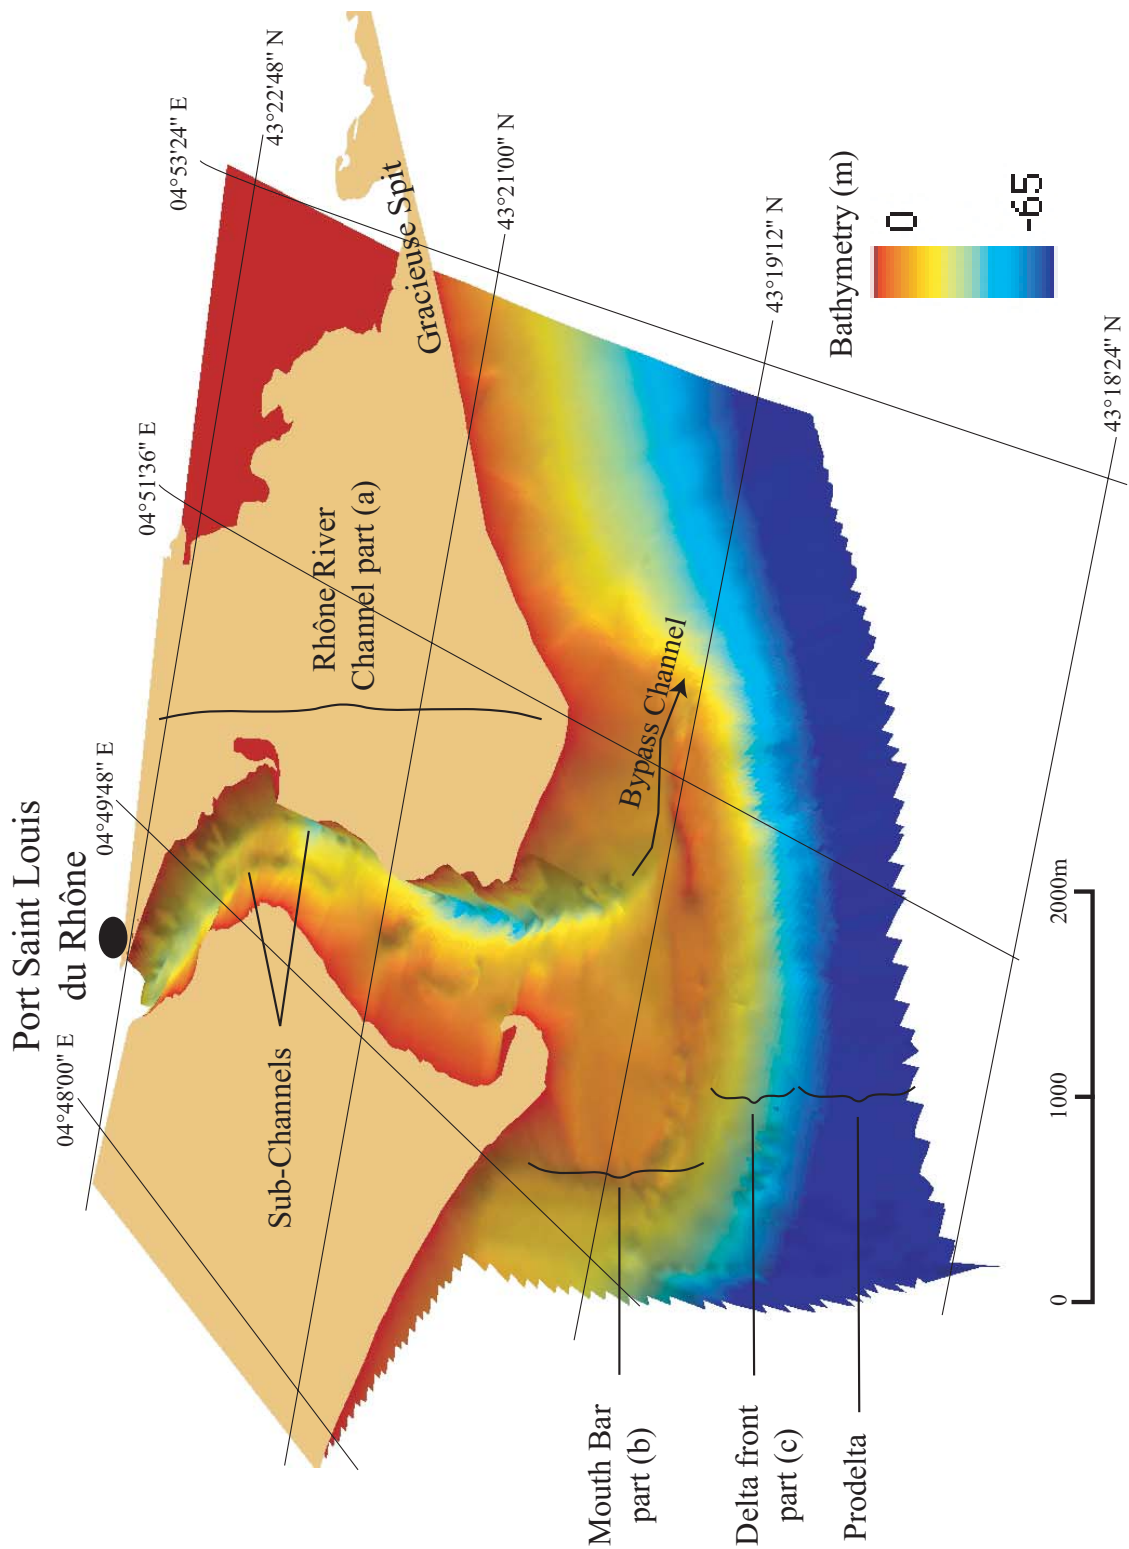 Port Saint Louis
du Rhône
04°48'00'' E
04°49'48'' E
04°51'36'' E
04°53'24'' E
43°22'48'' N
43°21'00'' N
43°19'12'' N
43°18'24'' N
Sub-Channels
Rhône River
Channel part (a)
Gracieuse Spit
Bypass Channel
Mouth Bar
part (b)
Delta front
part (c)
Prodelta
Bathymetry (m)
0
-65
0
1000
2000m